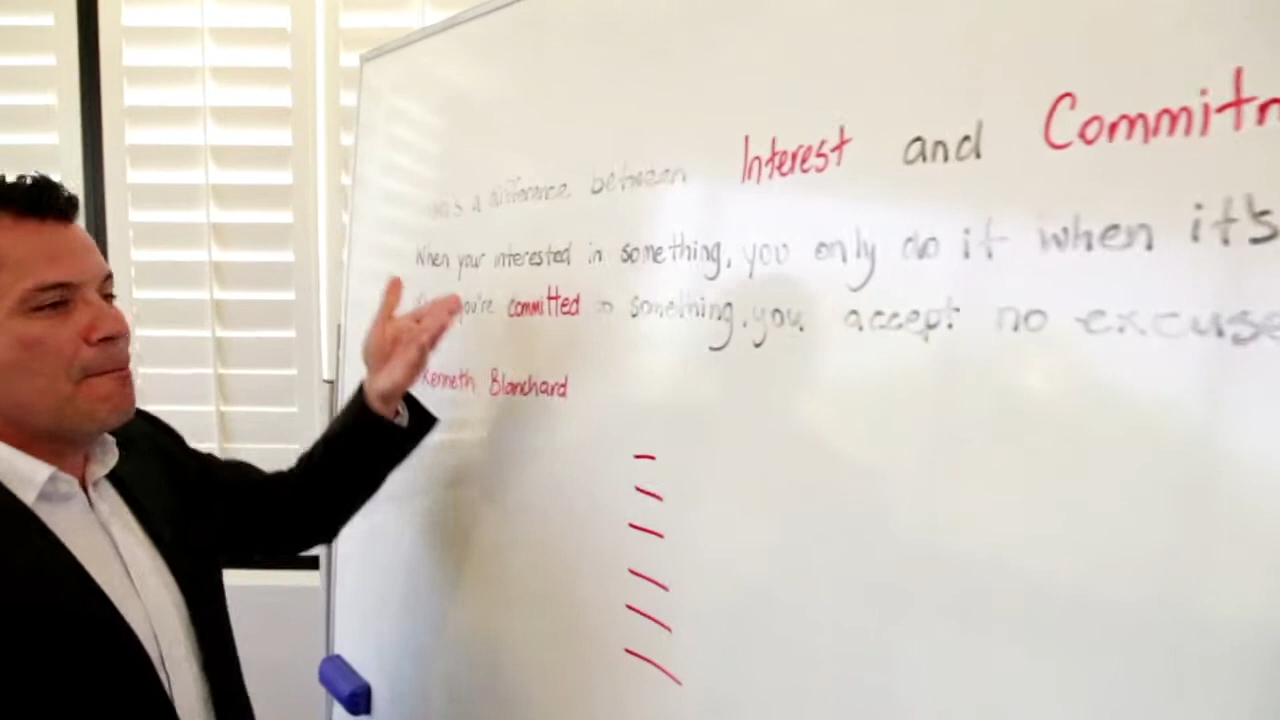 a difference between Interest and Commitm
When your interested in something, you only do it when it's
you're committed to something, you accept no excuse
Kenneth Blanchard